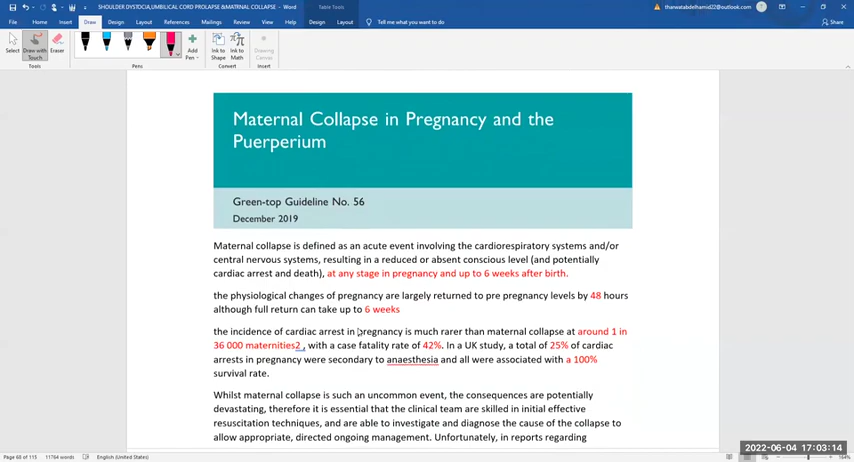 SHOULDER DYSTOCIA,UMBILICAL CORD PROLAPSE &MATERNAL COLLAPSE - Word
Table Tools
tharwatabdelhamid22@outlook.com
File Home Insert Draw Design Layout References Mailings Review View Help Design Layout Tell me what you want to do Share
Select Draw with Touch Eraser Add Pen Ink to Shape Ink to Math Drawing Canvas
Tools Pens Convert Insert
Maternal Collapse in Pregnancy and the
Puerperium
Green-top Guideline No. 56
December 2019
Maternal collapse is defined as an acute event involving the cardiorespiratory systems and/or
central nervous systems, resulting in a reduced or absent conscious level (and potentially
cardiac arrest and death), at any stage in pregnancy and up to 6 weeks after birth.
the physiological changes of pregnancy are largely returned to pre pregnancy levels by 48 hours
although full return can take up to 6 weeks
the incidence of cardiac arrest in pregnancy is much rarer than maternal collapse at around 1 in
36 000 maternities2 , with a case fatality rate of 42%. In a UK study, a total of 25% of cardiac
arrests in pregnancy were secondary to anaesthesia and all were associated with a 100%
survival rate.
Whilst maternal collapse is such an uncommon event, the consequences are potentially
devastating, therefore it is essential that the clinical team are skilled in initial effective
resuscitation techniques, and are able to investigate and diagnose the cause of the collapse to
allow appropriate, directed ongoing management. Unfortunately, in reports regarding
2022-06-04 17:03:14
Page 68 of 115 11764 words English (United States) 164%